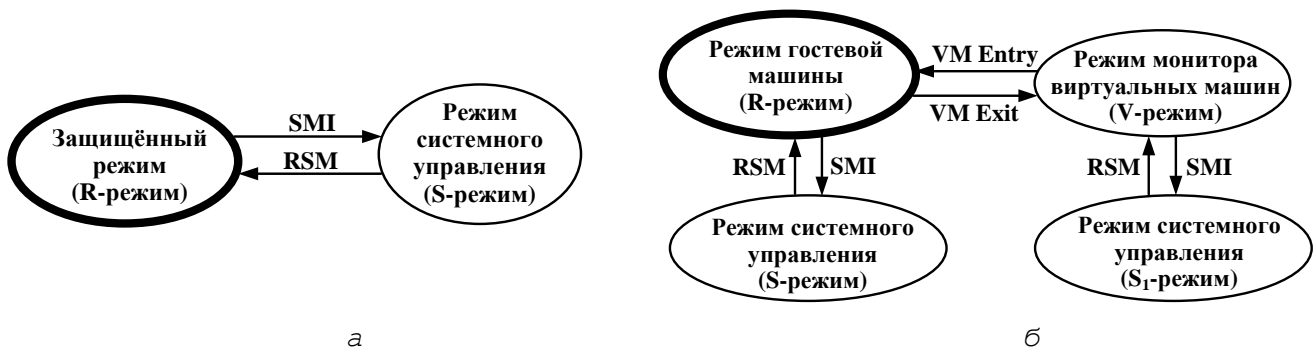 Защищённый
режим
(R-режим)
SMI
RSM
Режим
системного
управления
(S-режим)
а
Режим гостевой
машины
(R-режим)
VM Entry
VM Exit
Режим монитора
виртуальных машин
(V-режим)
RSM
SMI
RSM
SMI
Режим системного
управления
(S-режим)
Режим системного
управления
(S₁-режим)
б